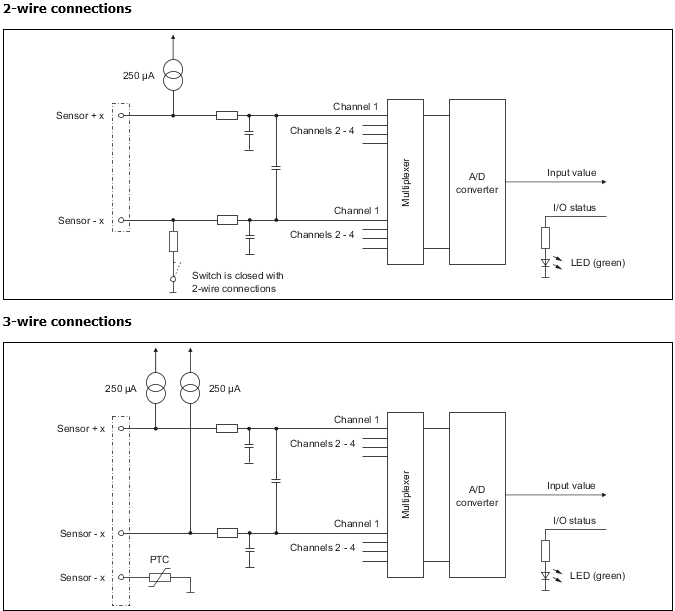 2-wire connections
250 µA
Sensor + x
Channel 1
Channels 2 - 4
Multiplexer
A/D
converter
Input value
I/O status
Sensor - x
Channel 1
Channels 2 - 4
LED (green)
Switch is closed with
2-wire connections
3-wire connections
250 µA
250 µA
Sensor + x
Channel 1
Channels 2 - 4
Multiplexer
A/D
converter
Input value
I/O status
Sensor - x
Channel 1
Channels 2 - 4
PTC
Sensor - x
LED (green)